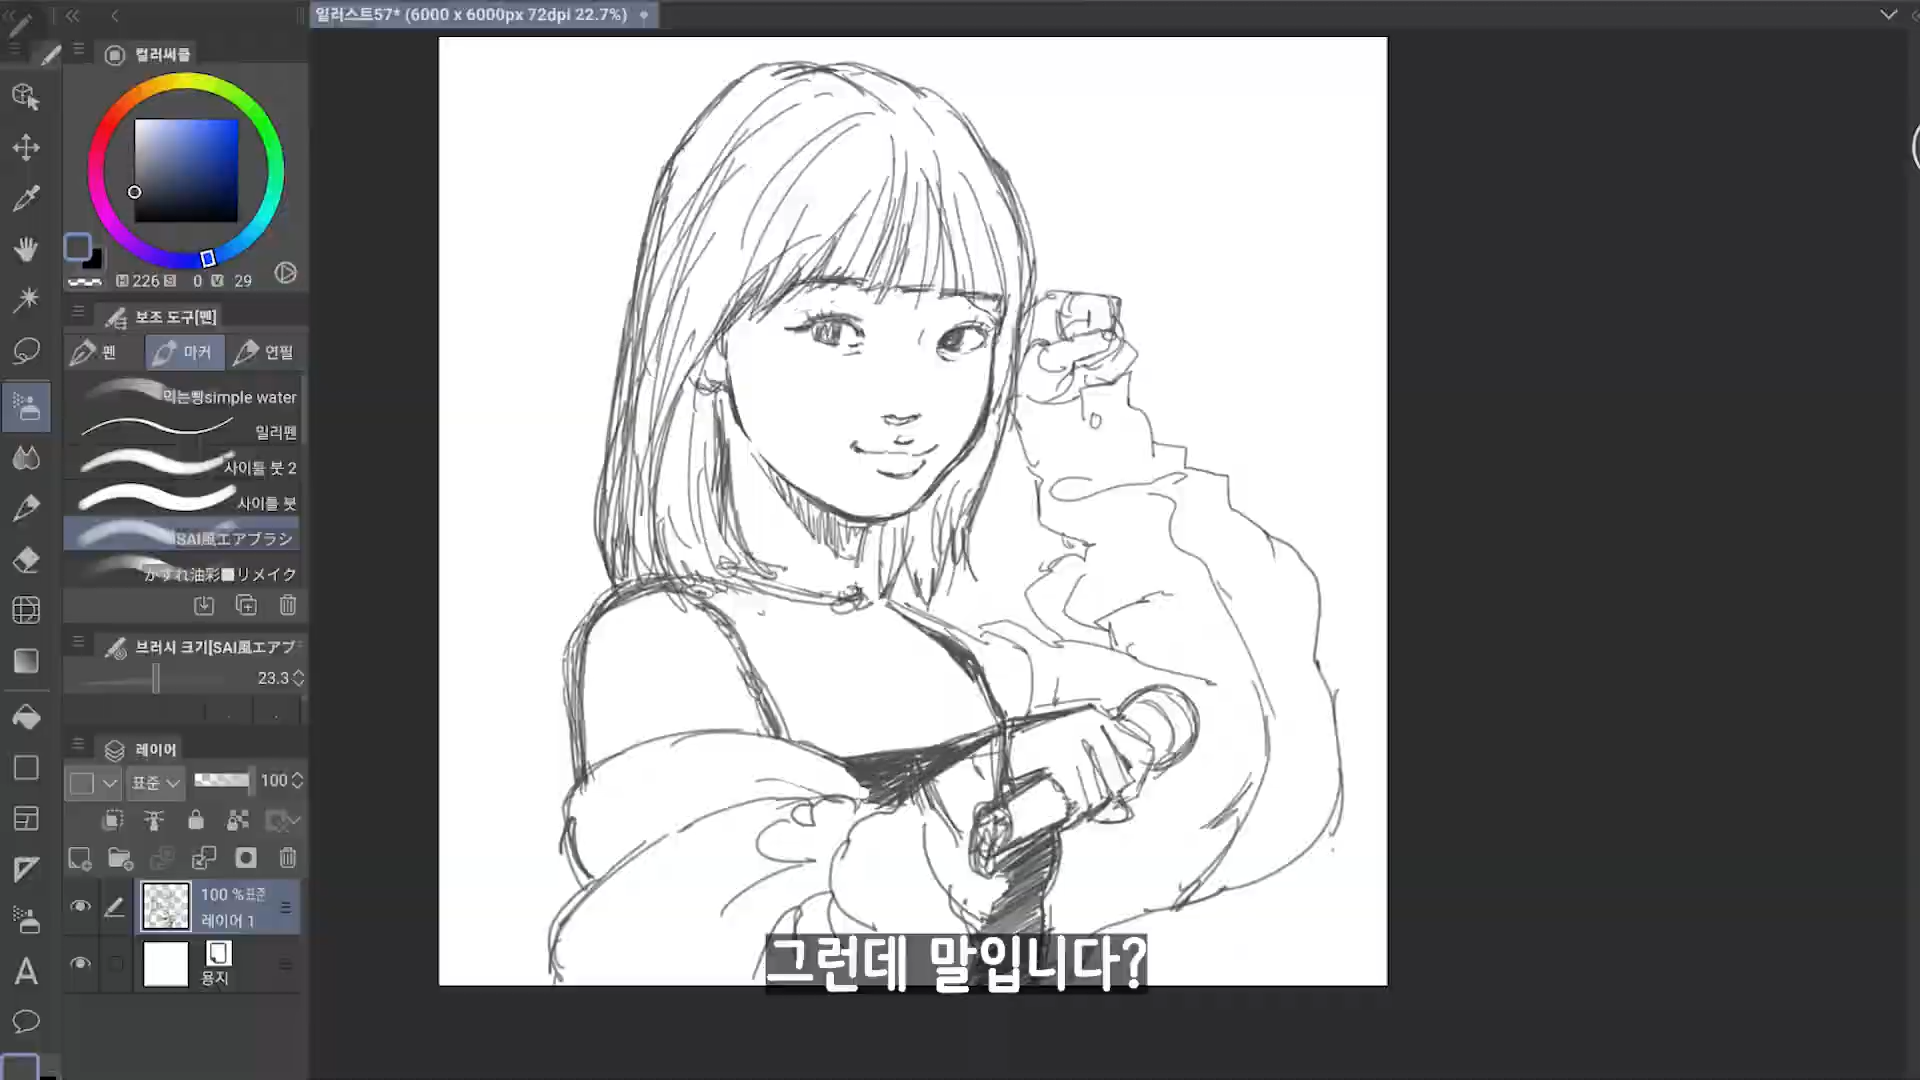 일러스트57* (6000 x 6000px 72dpi 22.7%)
컬러써클
H 226 S 0 V 29
보조 도구[펜]
펜 마커 연필
먹는삥simple water
밀리펜
사이툴 붓 2
사이툴 붓
SAI風エアブラシ
かすれ油彩■リメイク
브러시 크기[SAI風エアブ
23.3
레이어
표준 100
100 %표준
레이어 1
용지
그런데 말입니다?